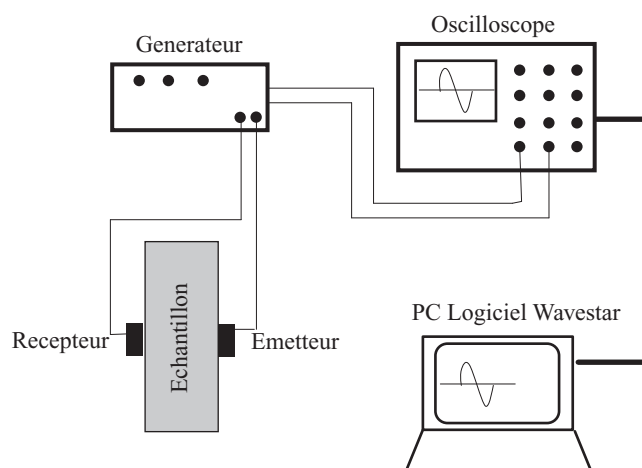 Oscilloscope
Generateur
Echantillon
Recepteur
Emetteur
PC Logiciel Wavestar